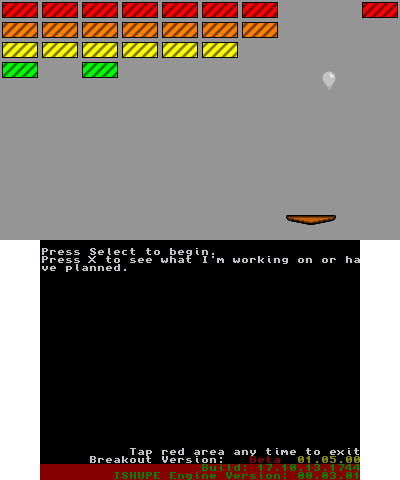 Press Select to begin.
Press X to see what I'm working on or ha
ve planned.
Tap red area any time to exit
Breakout Version: Beta 01.05.00
Build: 17.10.13.1744
ISHUPE Engine Version: 00.03.01